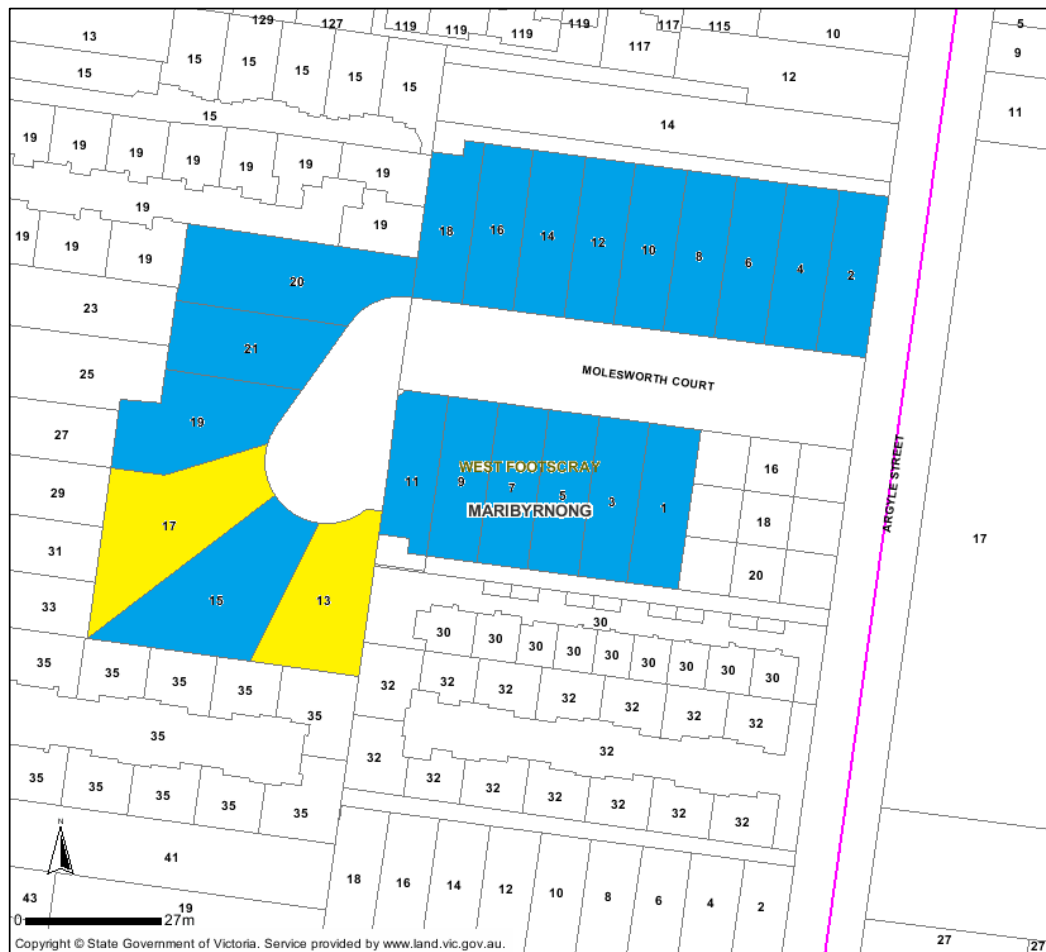 129 127 119 119 119 119 117 115 10 5
13 117 9
15 15 15 15 15 15 12
11
15 14
19 19 19 19 19 19 19
19 19
18 16 14 12 10 8 6 4 2
19 19 19
20
23
21
25
MOLESWORTH COURT
19
27
WEST FOOTSCRAY
16
11 9 7 5 3 1
MARIBYRNONG
29
17
18
ARGYLE STREET
17
31
20
15 13
33
30
30 30 30 30 30 30 30 30 30
35 35 35 35 35
32 32 32 32 32 32 32
35
32 32
35 35 35 35 35
32 32 32 32 32 32
N
41
18 16 14 12 10 8 6 4 2
43 19
0 27m
27 27
Copyright © State Government of Victoria. Service provided by www.land.vic.gov.au.